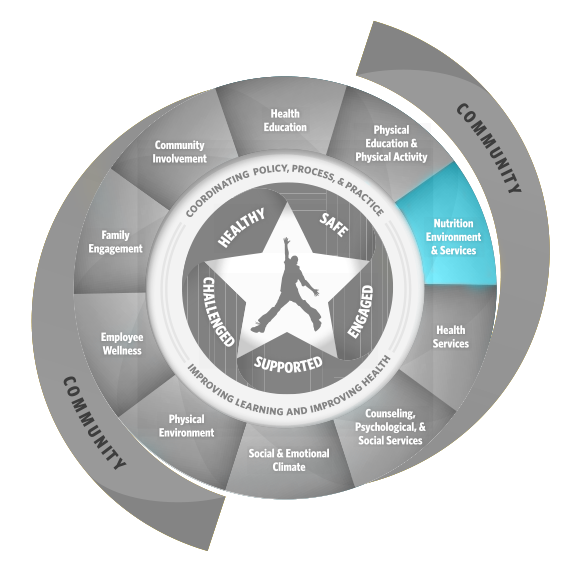 COMMUNITY
Health
Education
Physical
Education &
Physical Activity
Nutrition
Environment
& Services
Health
Services
Counseling,
Psychological, &
Social Services
Social & Emotional
Climate
Physical
Environment
Employee
Wellness
Family
Engagement
Community
Involvement
COORDINATING POLICY, PROCESS, & PRACTICE
IMPROVING LEARNING AND IMPROVING HEALTH
HEALTHY
SAFE
ENGAGED
SUPPORTED
CHALLENGED
COMMUNITY